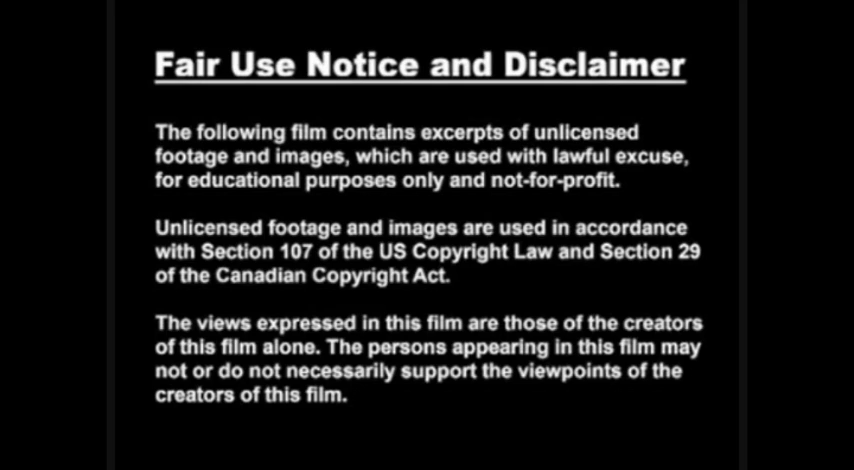 Fair Use Notice and Disclaimer
The following film contains excerpts of unlicensed
footage and images, which are used with lawful excuse,
for educational purposes only and not-for-profit.
Unlicensed footage and images are used in accordance
with Section 107 of the US Copyright Law and Section 29
of the Canadian Copyright Act.
The views expressed in this film are those of the creators
of this film alone. The persons appearing in this film may
not or do not necessarily support the viewpoints of the
creators of this film.